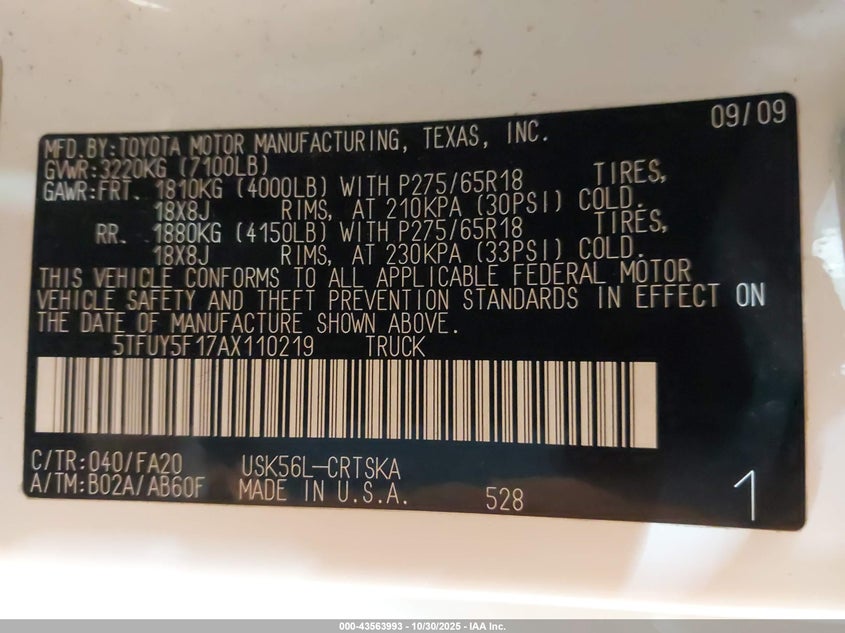 09/09
MFD.BY:TOYOTA MOTOR MANUFACTURING, TEXAS, INC.
GVWR:3220KG (7100LB)
GAWR:FRT. 1810KG (4000LB) WITH P275/65R18 TIRES,
18X8J RIMS, AT 210KPA (30PSI) COLD.
RR. 1880KG (4150LB) WITH P275/65R18 TIRES,
18X8J RIMS, AT 230KPA (33PSI) COLD.
THIS VEHICLE CONFORMS TO ALL APPLICABLE FEDERAL MOTOR
VEHICLE SAFETY AND THEFT PREVENTION STANDARDS IN EFFECT ON
THE DATE OF MANUFACTURE SHOWN ABOVE.
5TFUY5F17AX110219 TRUCK
C/TR:040/FA20 USK56L-CRTSKA
A/TM:B02A/AB60F MADE IN U.S.A. 528 1
000-43563993 - 10/30/2025 - IAA Inc.